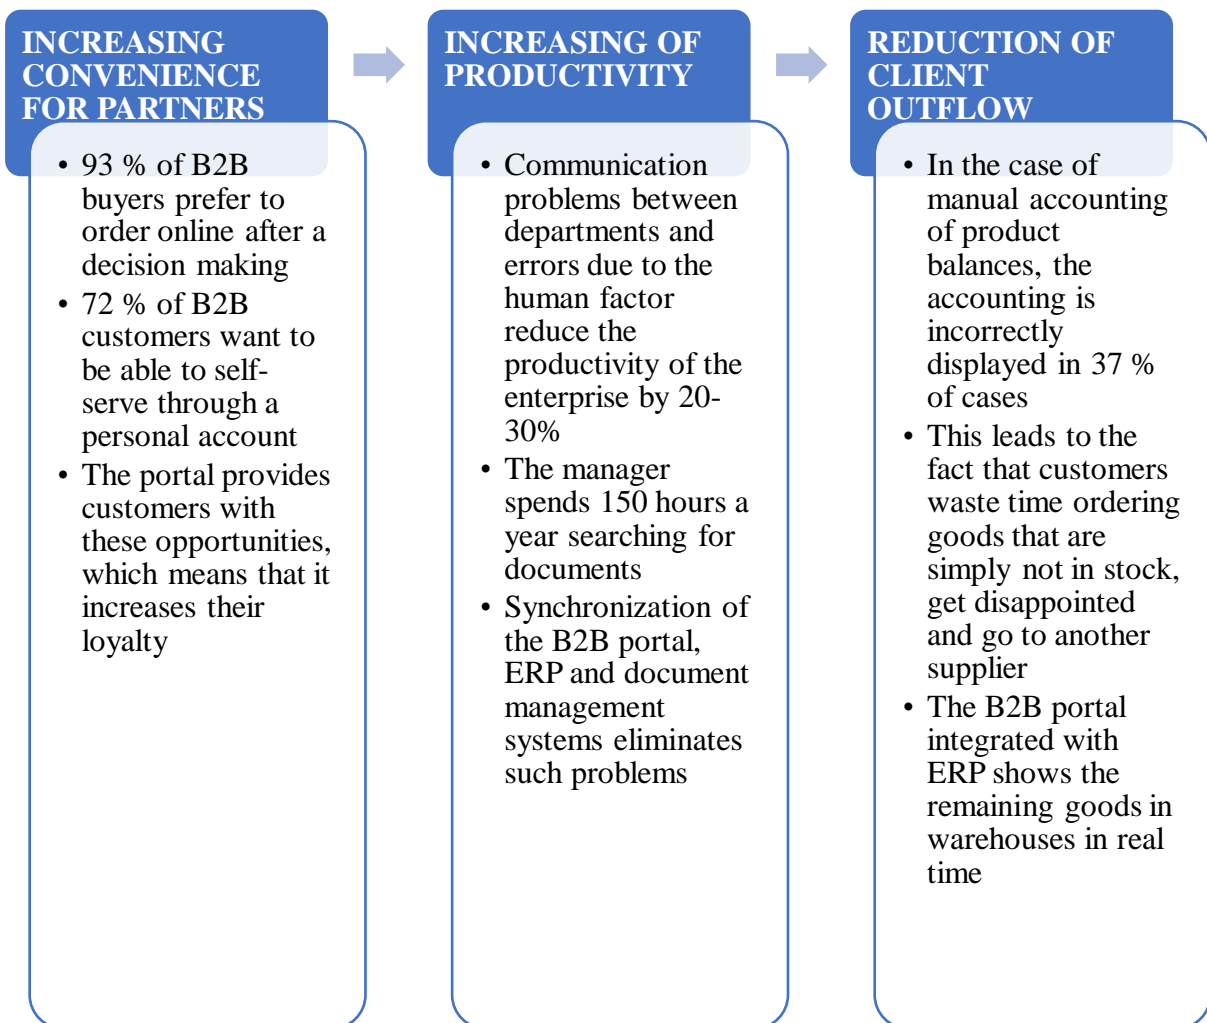 INCREASING
CONVENIENCE
FOR PARTNERS
• 93 % of B2B
buyers prefer to
order online after a
decision making
• 72 % of B2B
customers want to
be able to self-
serve through a
personal account
• The portal provides
customers with
these opportunities,
which means that it
increases their
loyalty
INCREASING OF
PRODUCTIVITY
• Communication
problems between
departments and
errors due to the
human factor
reduce the
productivity of the
enterprise by 20-
30%
• The manager
spends 150 hours a
year searching for
documents
• Synchronization of
the B2B portal,
ERP and document
management
systems eliminates
such problems
REDUCTION OF
CLIENT
OUTFLOW
• In the case of
manual accounting
of product
balances, the
accounting is
incorrectly
displayed in 37 %
of cases
• This leads to the
fact that customers
waste time ordering
goods that are
simply not in stock,
get disappointed
and go to another
supplier
• The B2B portal
integrated with
ERP shows the
remaining goods in
warehouses in real
time